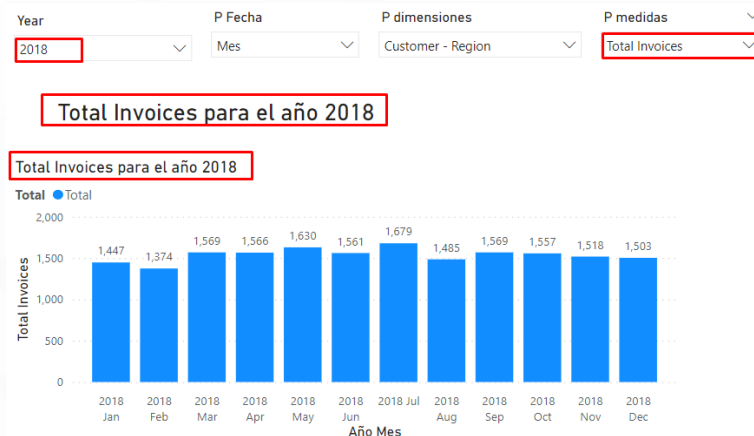 Year
P Fecha
P dimensiones
P medidas
2018
Mes
Customer - Region
Total Invoices
Total Invoices para el año 2018
Total Invoices para el año 2018
Total Total
2,000
1,500
1,000
500
0
Total Invoices
1,447
1,374
1,569
1,566
1,630
1,561
1,679
1,485
1,569
1,557
1,518
1,503
2018 Jan
2018 Feb
2018 Mar
2018 Apr
2018 May
2018 Jun
2018 Jul
2018 Aug
2018 Sep
2018 Oct
2018 Nov
2018 Dec
Año Mes